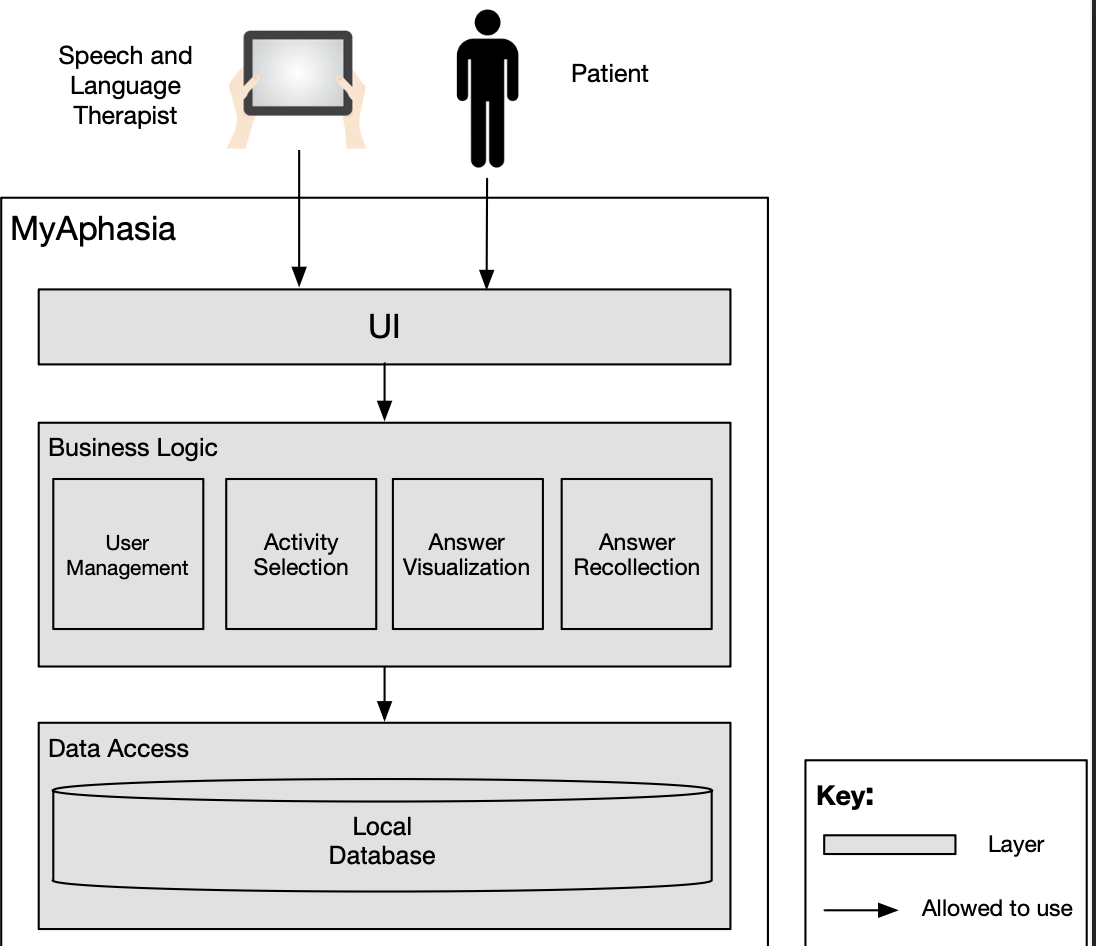 Speech and
Language
Therapist
Patient
MyAphasia
UI
Business Logic
User
Management
Activity
Selection
Answer
Visualization
Answer
Recollection
Data Access
Local
Database
Key:
Layer
Allowed to use